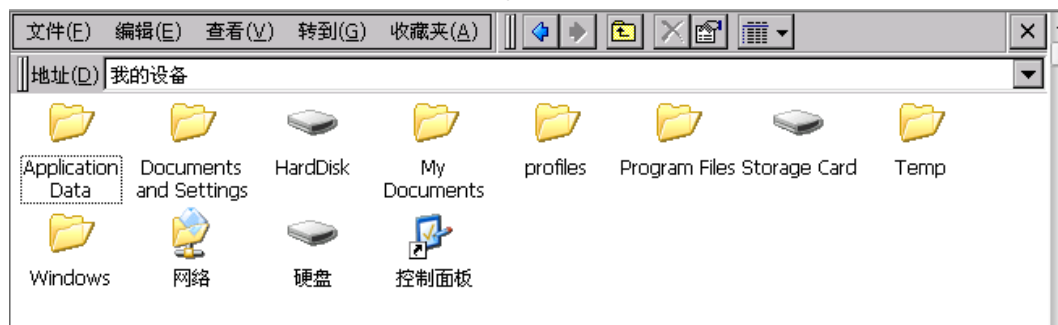 文件(F) 编辑(E) 查看(V) 转到(G) 收藏夹(A)
地址(D) 我的设备
Application Documents HardDisk My profiles Program Files Storage Card Temp
Data and Settings Documents
Windows 网络 硬盘 控制面板